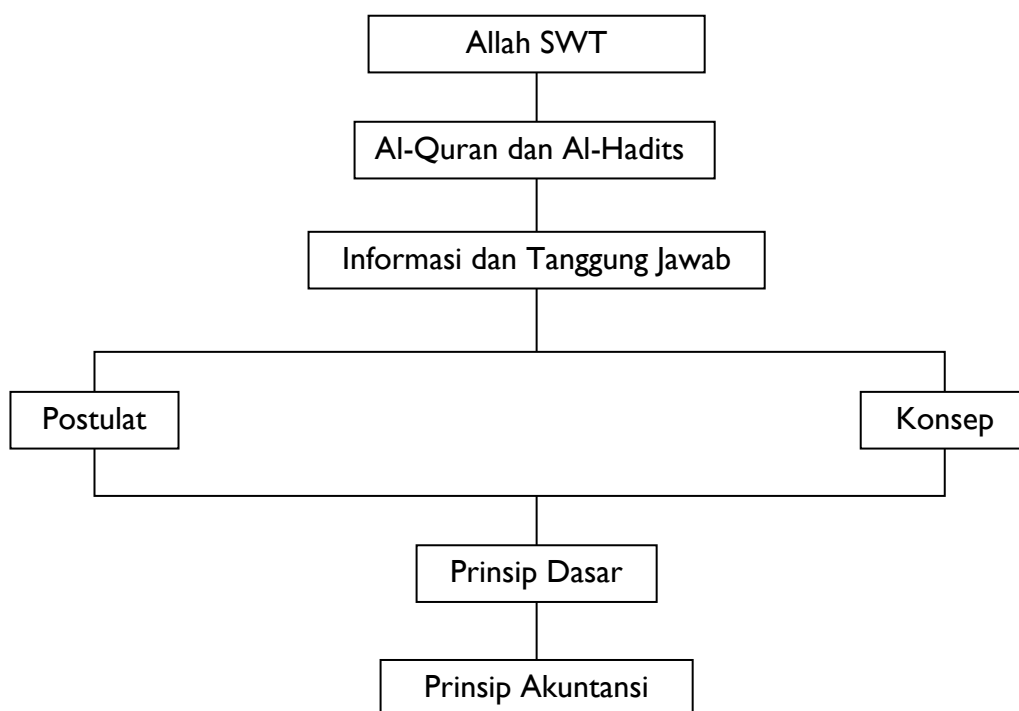 Allah SWT
Al-Quran dan Al-Hadits
Informasi dan Tanggung Jawab
Postulat
Konsep
Prinsip Dasar
Prinsip Akuntansi